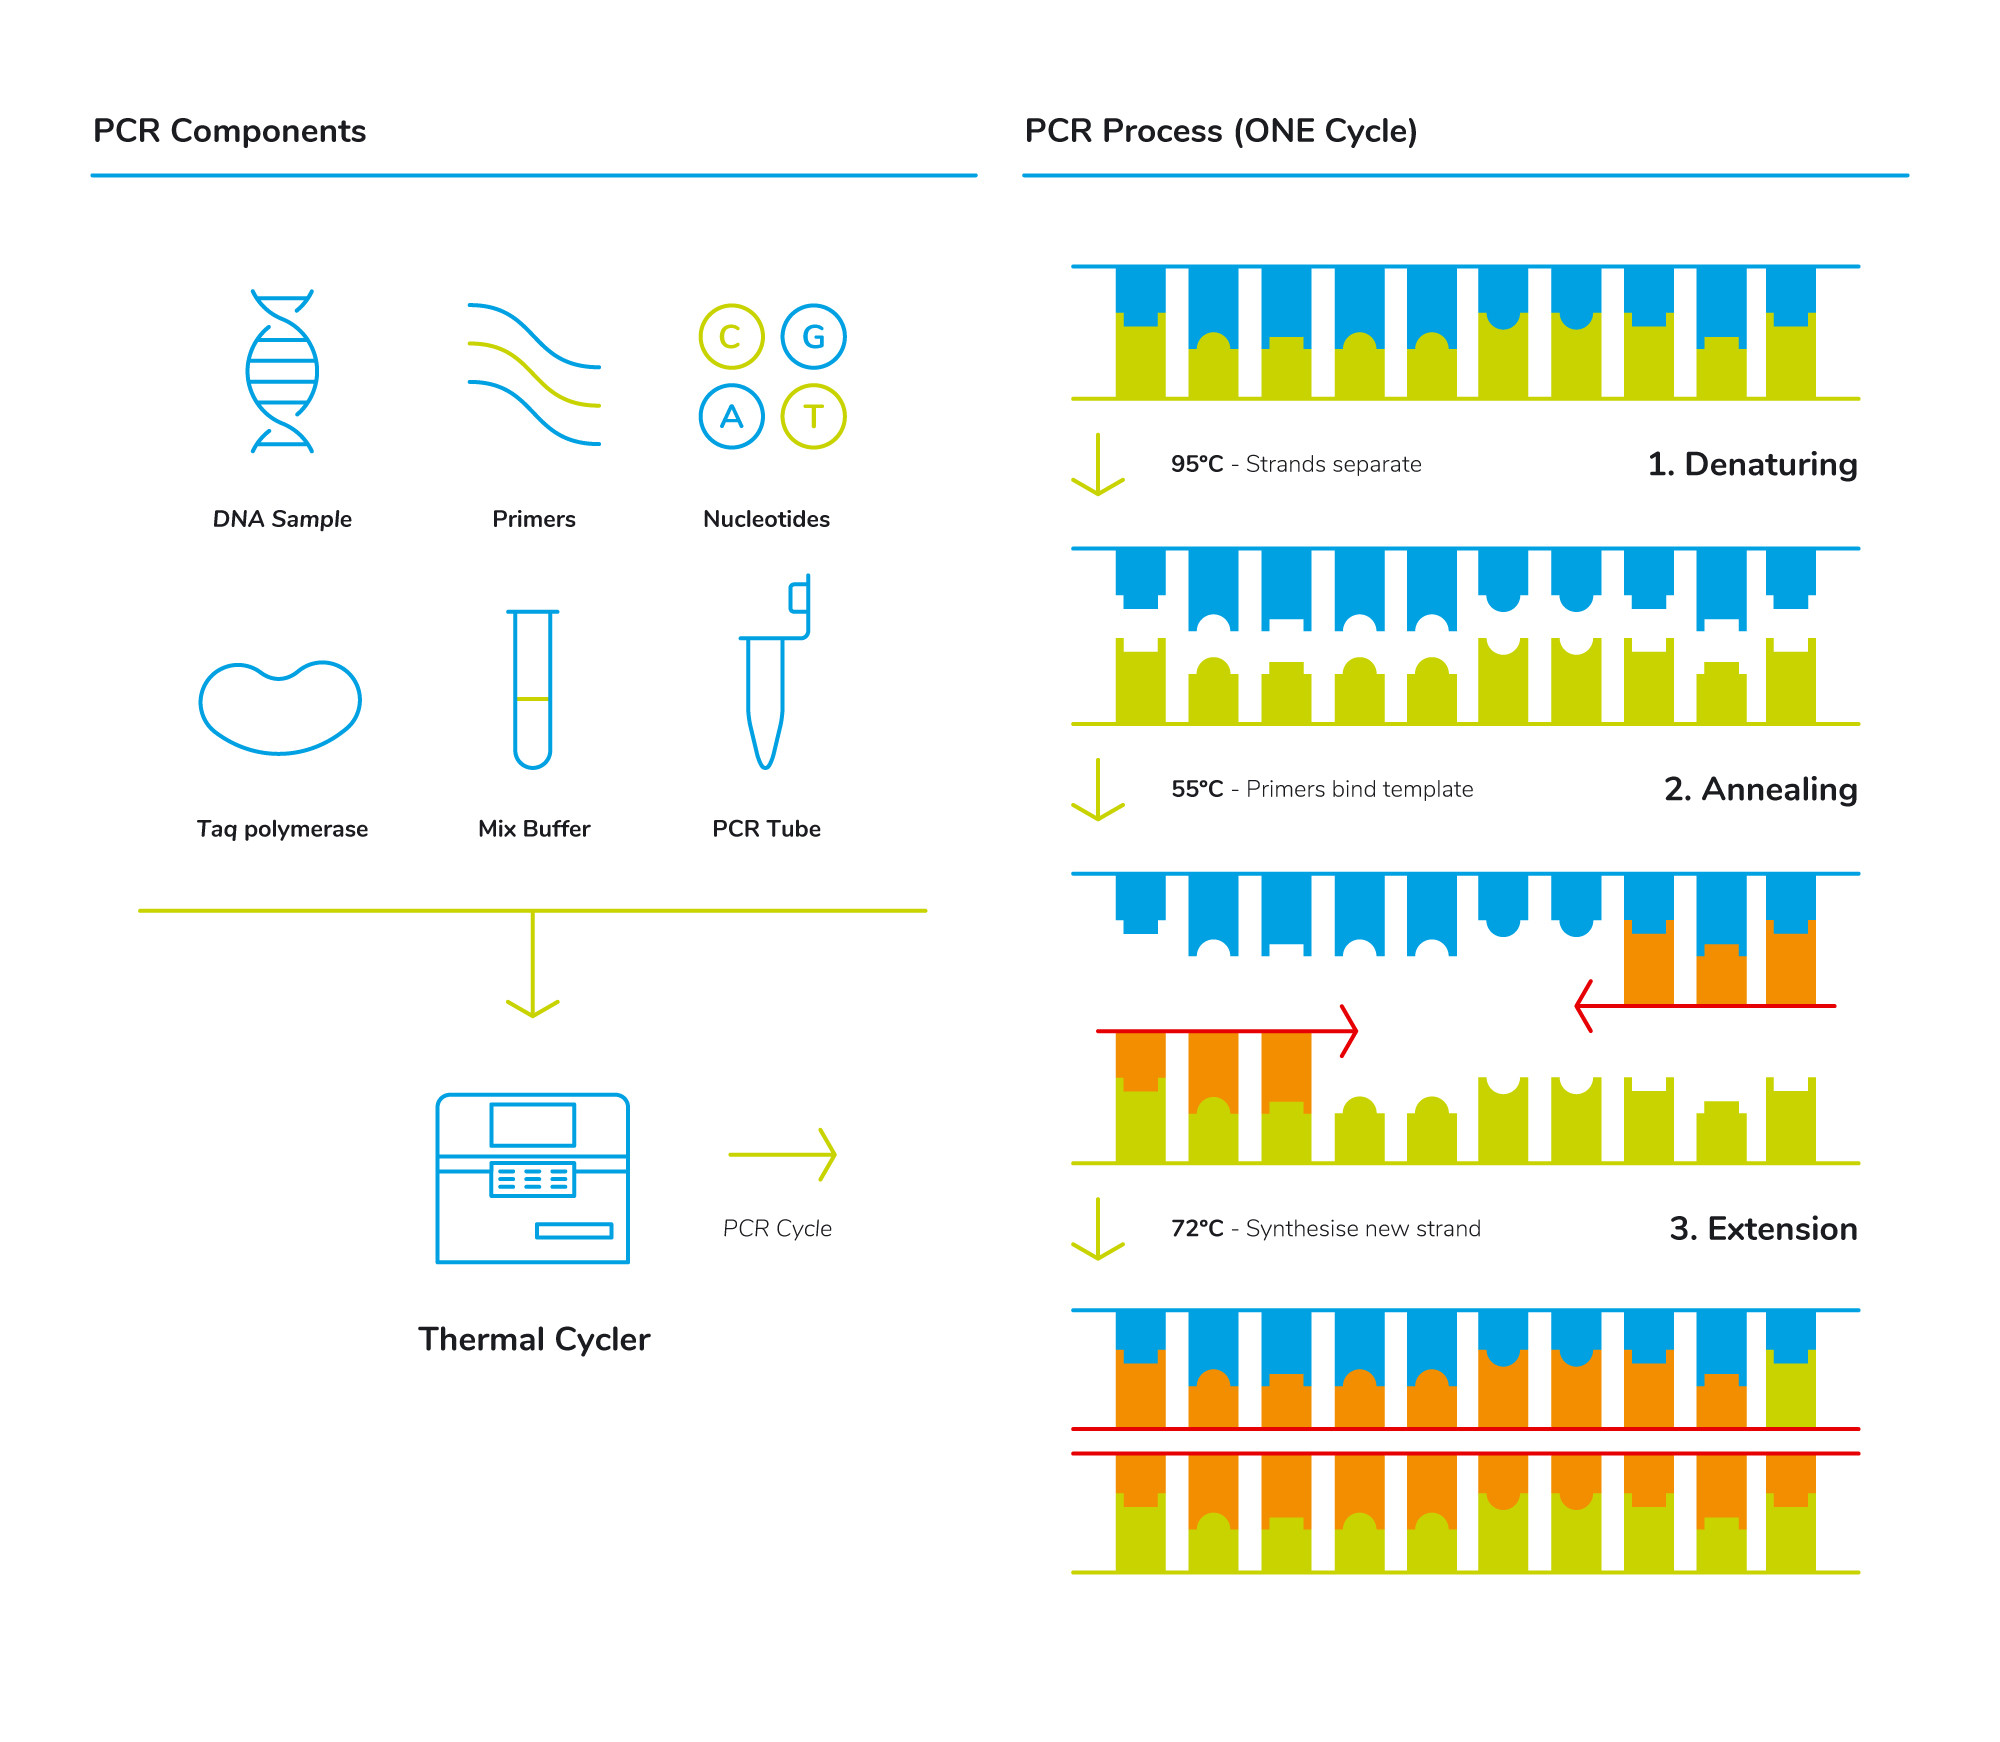 PCR Components
C
G
A
T
DNA Sample
Primers
Nucleotides
Taq polymerase
Mix Buffer
PCR Tube
PCR Cycle
Thermal Cycler
PCR Process (ONE Cycle)
95°C - Strands separate
1. Denaturing
55°C - Primers bind template
2. Annealing
72°C - Synthesise new strand
3. Extension